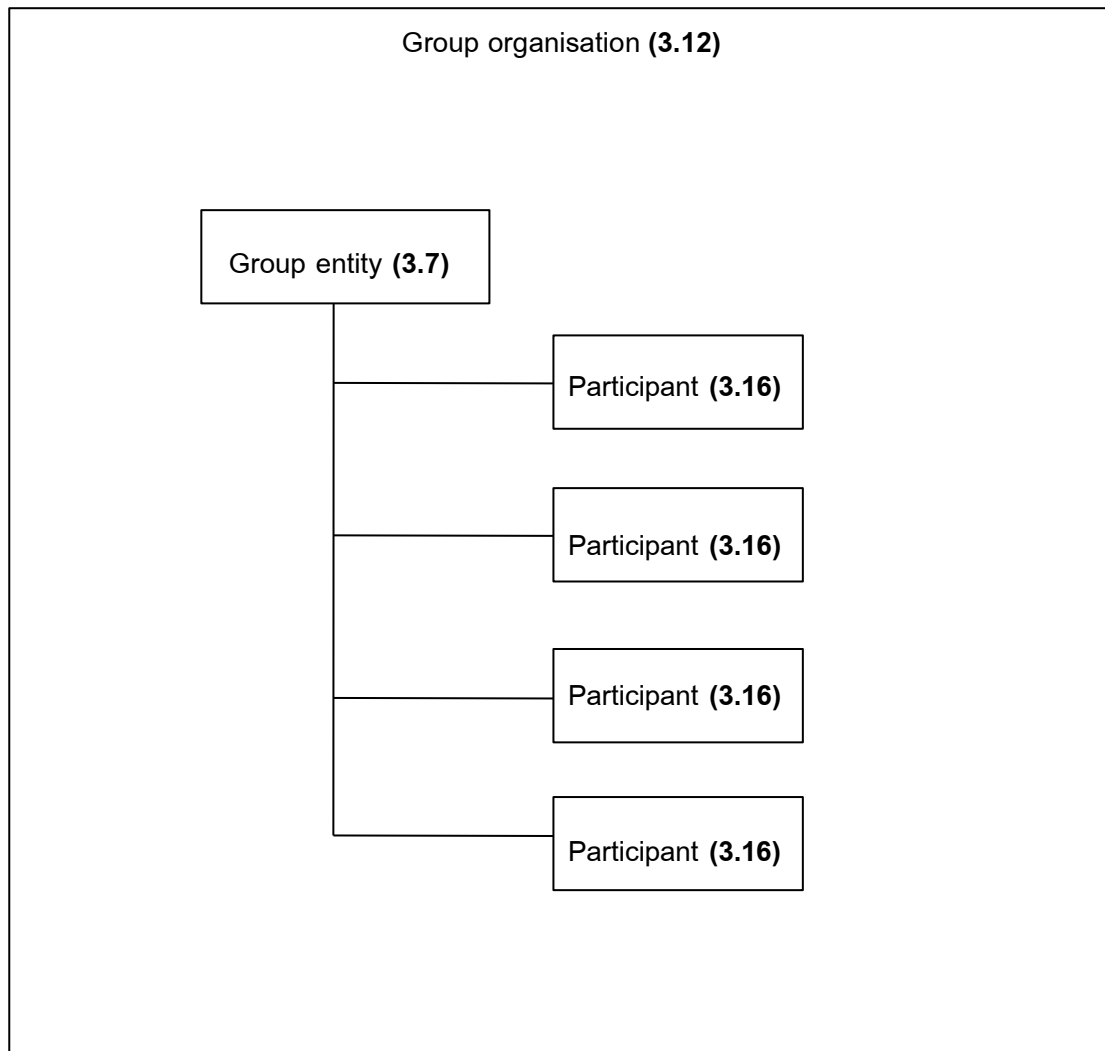 Group organisation (3.12)
Group entity (3.7)
Participant (3.16)
Participant (3.16)
Participant (3.16)
Participant (3.16)